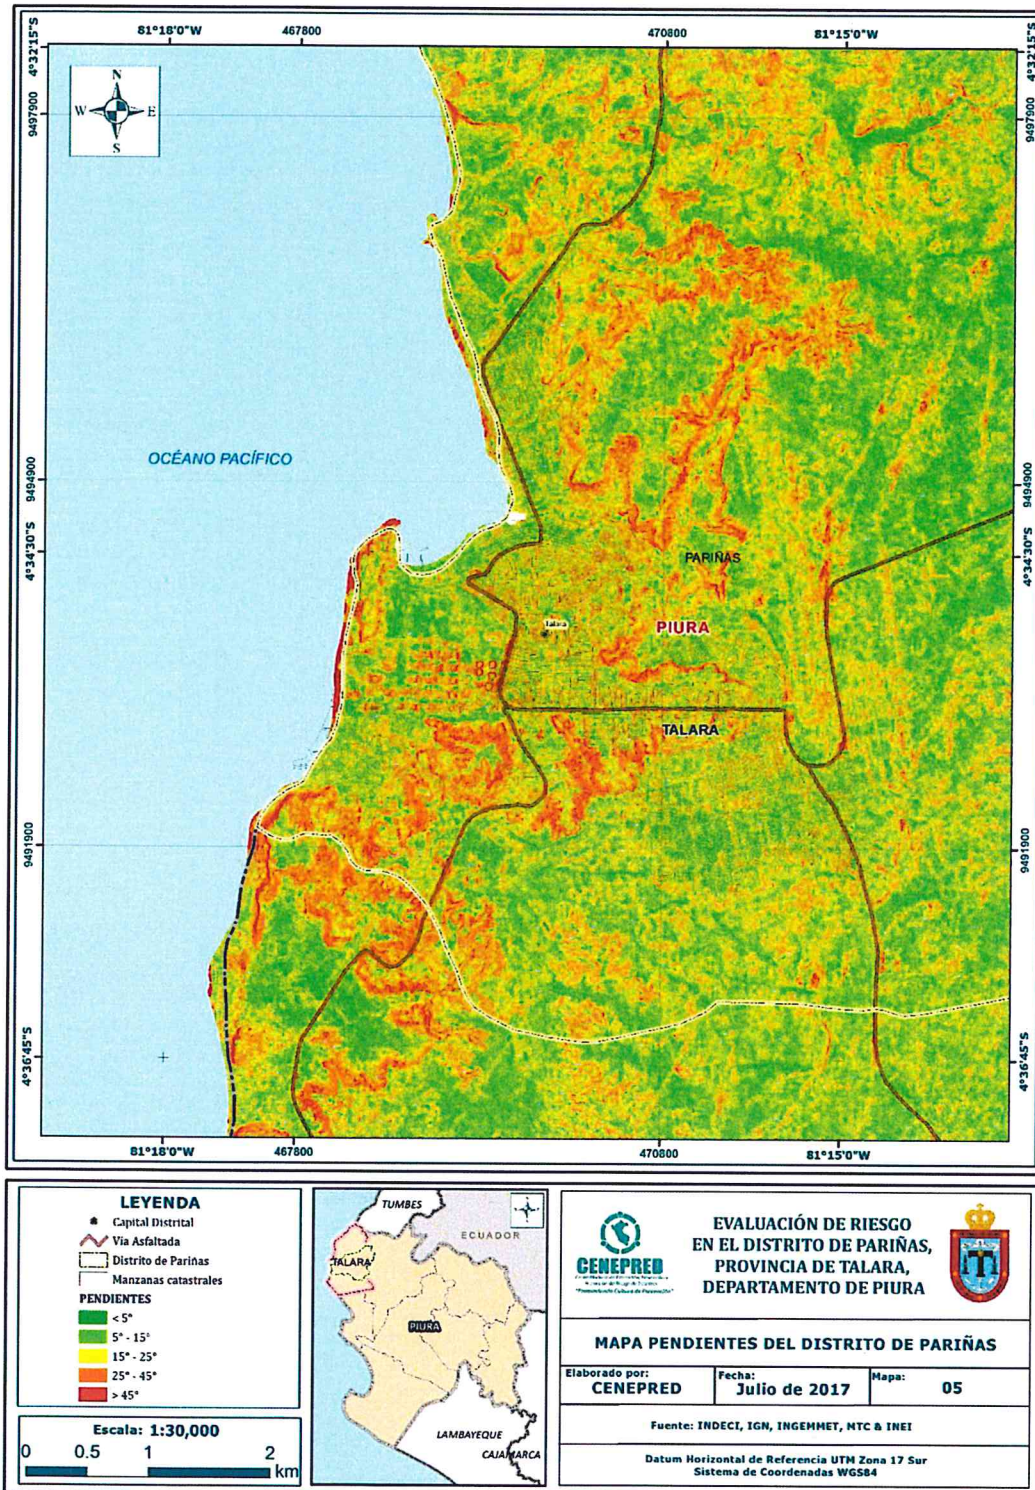 81°18'0"W
467800
470800
81°15'0"W
4°32'15"S
4°32'15"S
N
W
E
S
9497900
9497900
OCÉANO PACÍFICO
9494900
9494900
4°34'30"S
4°34'30"S
PARIÑAS
Talara
PIURA
TALARA
9491900
9491900
4°36'45"S
4°36'45"S
81°18'0"W
467800
470800
81°15'0"W
LEYENDA
Capital Distrital
Vía Asfaltada
Distrito de Pariñas
Manzanas catastrales
PENDIENTES
< 5°
5° - 15°
15° - 25°
25° - 45°
> 45°
Escala: 1:30,000
0 0.5 1 2
km
TUMBES
ECUADOR
TALARA
PIURA
LAMBAYEQUE
CAJAMARCA
CENEPRED
EVALUACIÓN DE RIESGO
EN EL DISTRITO DE PARIÑAS,
PROVINCIA DE TALARA,
DEPARTAMENTO DE PIURA
MAPA PENDIENTES DEL DISTRITO DE PARIÑAS
Elaborado por:
CENEPRED
Fecha:
Julio de 2017
Mapa:
05
Fuente: INDECI, IGN, INGEMMET, MTC & INEI
Datum Horizontal de Referencia UTM Zona 17 Sur
Sistema de Coordenadas WGS84